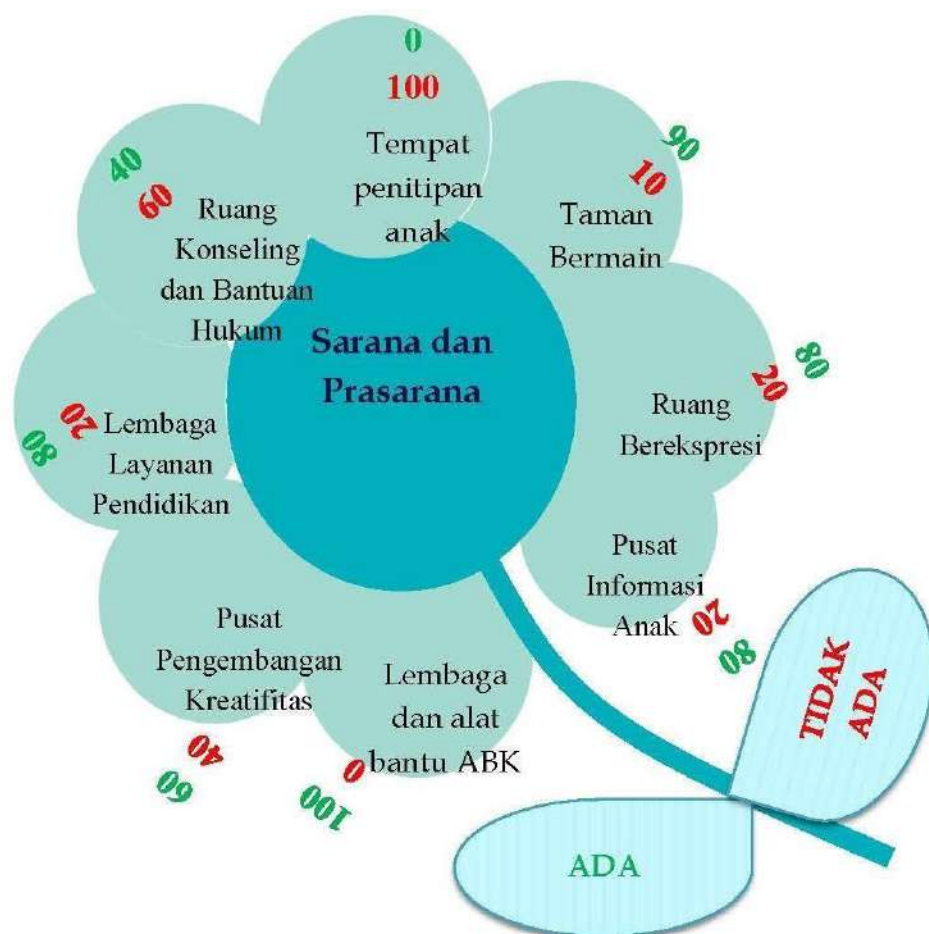 0
100
Tempat
penitipan
anak
90
10
Taman
Bermain
80
20
Ruang
Berekspresi
Pusat
Informasi
Anak
20
80
Lembaga
dan alat
bantu ABK
0
100
Pusat
Pengembangan
Kreatifitas
40
60
Lembaga
Layanan
Pendidikan
20
80
40
60
Ruang
Konseling
dan Bantuan
Hukum
Sarana dan
Prasarana
TIDAK
ADA
ADA